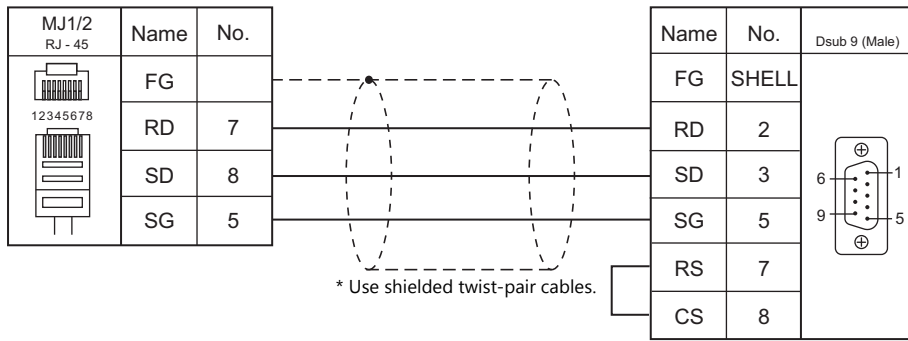 MJ1/2
RJ - 45
Name
No.
FG
12345678
RD
7
SD
8
SG
5
* Use shielded twist-pair cables.
Name
No.
Dsub 9 (Male)
FG
SHELL
RD
2
SD
3
SG
5
RS
7
CS
8
6
1
9
5